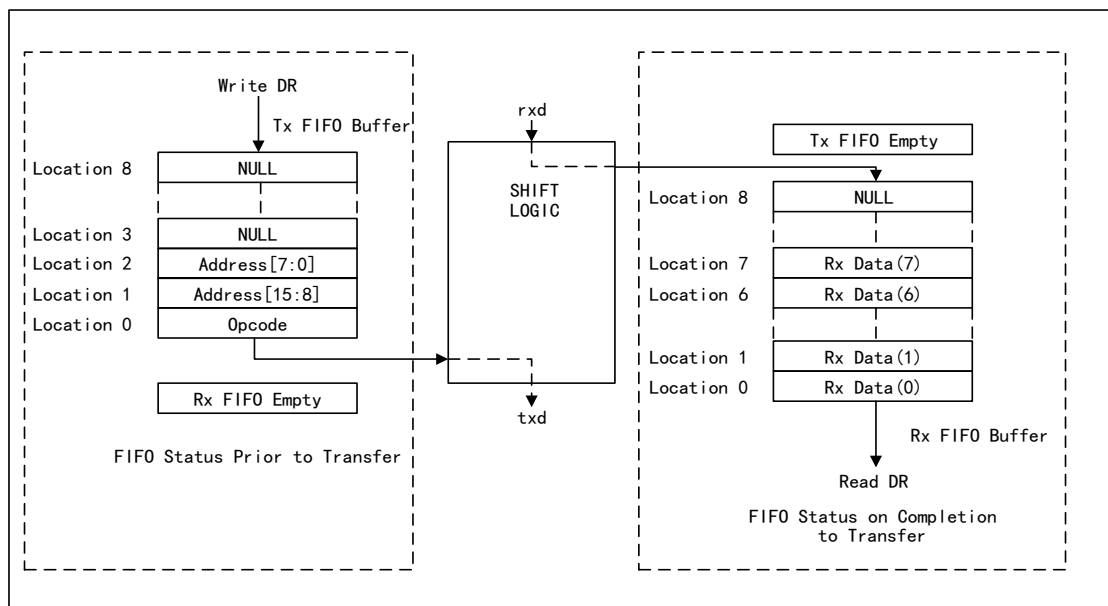 Write DR
Tx FIFO Buffer
Location 8
NULL
Location 3
NULL
Location 2
Address[7:0]
Location 1
Address[15:8]
Location 0
Opcode
Rx FIFO Empty
FIFO Status Prior to Transfer
rxd
SHIFT
LOGIC
txd
Tx FIFO Empty
Location 8
NULL
Location 7
Rx Data(7)
Location 6
Rx Data(6)
Location 1
Rx Data(1)
Location 0
Rx Data(0)
Rx FIFO Buffer
Read DR
FIFO Status on Completion
to Transfer